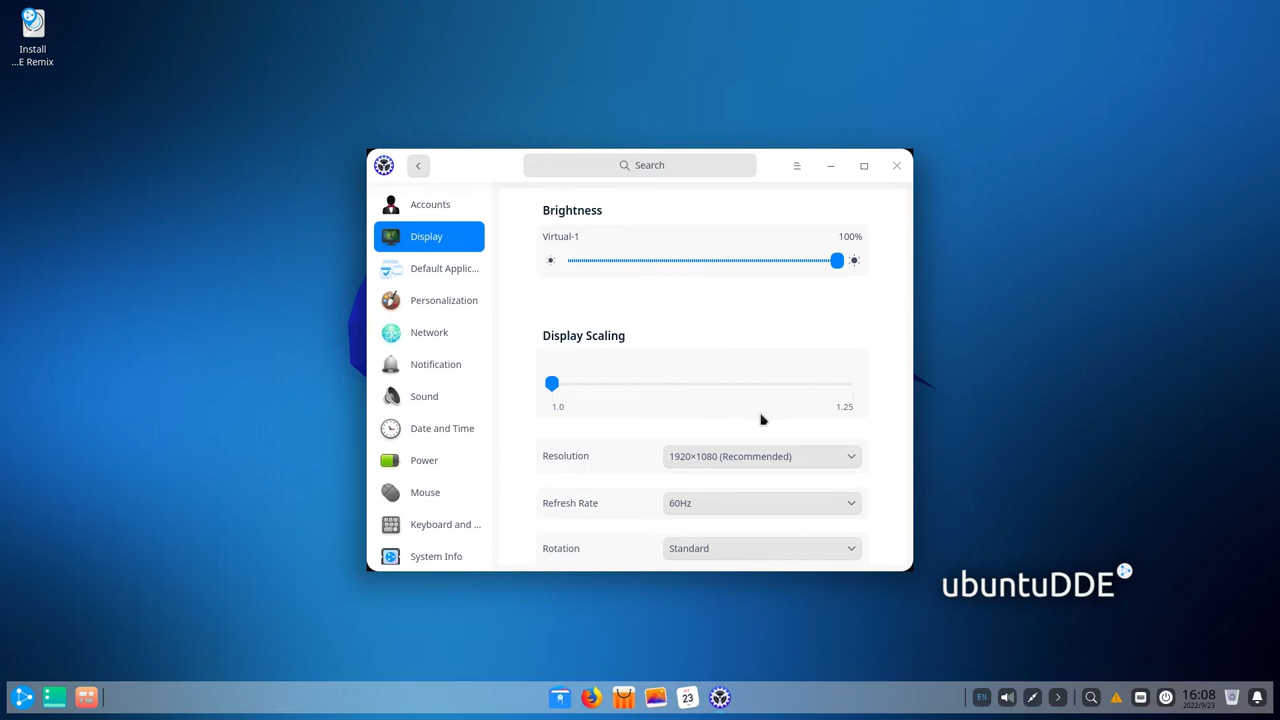 Install
...E Remix
Search
Accounts
Display
Default Applic...
Personalization
Network
Notification
Sound
Date and Time
Power
Mouse
Keyboard and ...
System Info
Brightness
Virtual-1 100%
Display Scaling
1.0 1.25
Resolution 1920×1080 (Recommended)
Refresh Rate 60Hz
Rotation Standard
ubuntuDDE
23
EN
16:08
2022/9/23